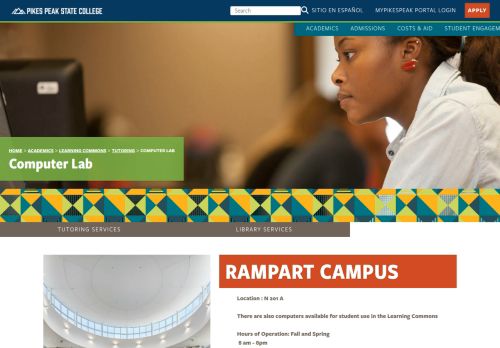 PIKES PEAK STATE COLLEGE
Search
SITIO EN ESPAÑOL
MYPIKESPEAK PORTAL LOGIN
APPLY
ACADEMICS
ADMISSIONS
COSTS & AID
STUDENT ENGAGEM
HOME > ACADEMICS > LEARNING COMMONS > TUTORING > COMPUTER LAB
Computer Lab
TUTORING SERVICES
LIBRARY SERVICES
RAMPART CAMPUS
Location : N 201 A
There are also computers available for student use in the Learning Commons
Hours of Operation: Fall and Spring
8 am - 6pm